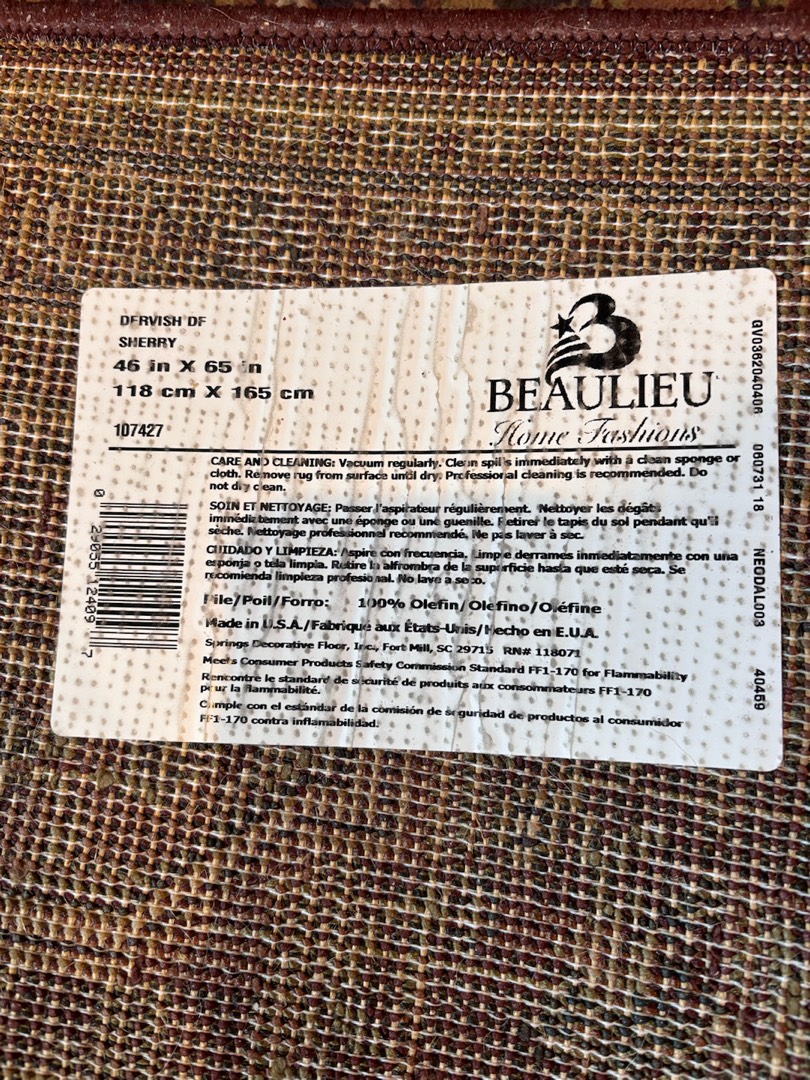 DERVISH DF
SHERRY
46 in X 65 in
118 cm X 165 cm
107427
BEAULIEU
Home Fashions
CARE AND CLEANING: Vacuum regularly. Clean spills immediately with a clean sponge or
cloth. Remove rug from surface until dry. Professional cleaning is recommended. Do
not dry clean.
SOIN ET NETTOYAGE: Passer l'aspirateur régulièrement. Nettoyer les dégâts
immédiatement avec une éponge ou une guenille. Retirer le tapis du sol pendant qu'il
sèche. Nettoyage professionnel recommendé. Ne pas laver à sec.
CUIDADO Y LIMPIEZA: Aspire con frecuencia. Limpie derrames inmediatamente con una
esponja o tela limpia. Retire la alfrombra de la superficie hasta que esté seca. Se
recomienda limpieza profesional. No lave a seco.
Pile/Poil/Forro: 100% Olefin/Olefino/Oléfine
Made in U.S.A./Fabrique aux États-Unis/Hecho en E.U.A.
Springs Decorative Floor, Inc., Fort Mill, SC 29715 RN# 118071
Meets Consumer Products Safety Commission Standard FF1-170 for Flammability
Rencontre le standard de sécurité de produits aux consommateurs FF1-170
pour la flammabilité.
Cumple con el estándar de la comisión de seguridad de productos al consumidor
FF1-170 contra inflamabilidad.
0 29055 12409 7
QV0362040406 060731 18 NEODAL003 40459